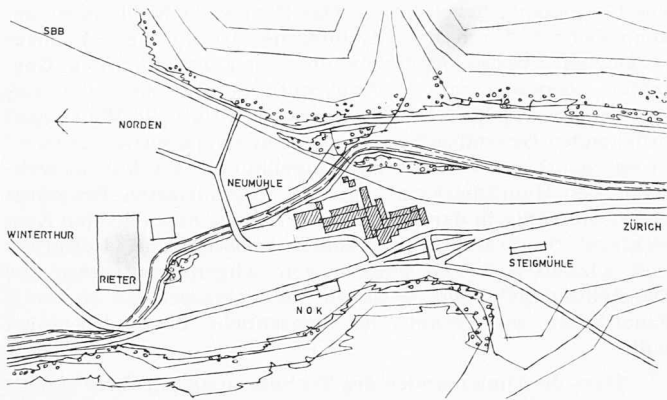 SBB
NORDEN
NEUMÜHLE
WINTERTHUR
ZÜRICH
RIETER
STEIGMÜHLE
NOK